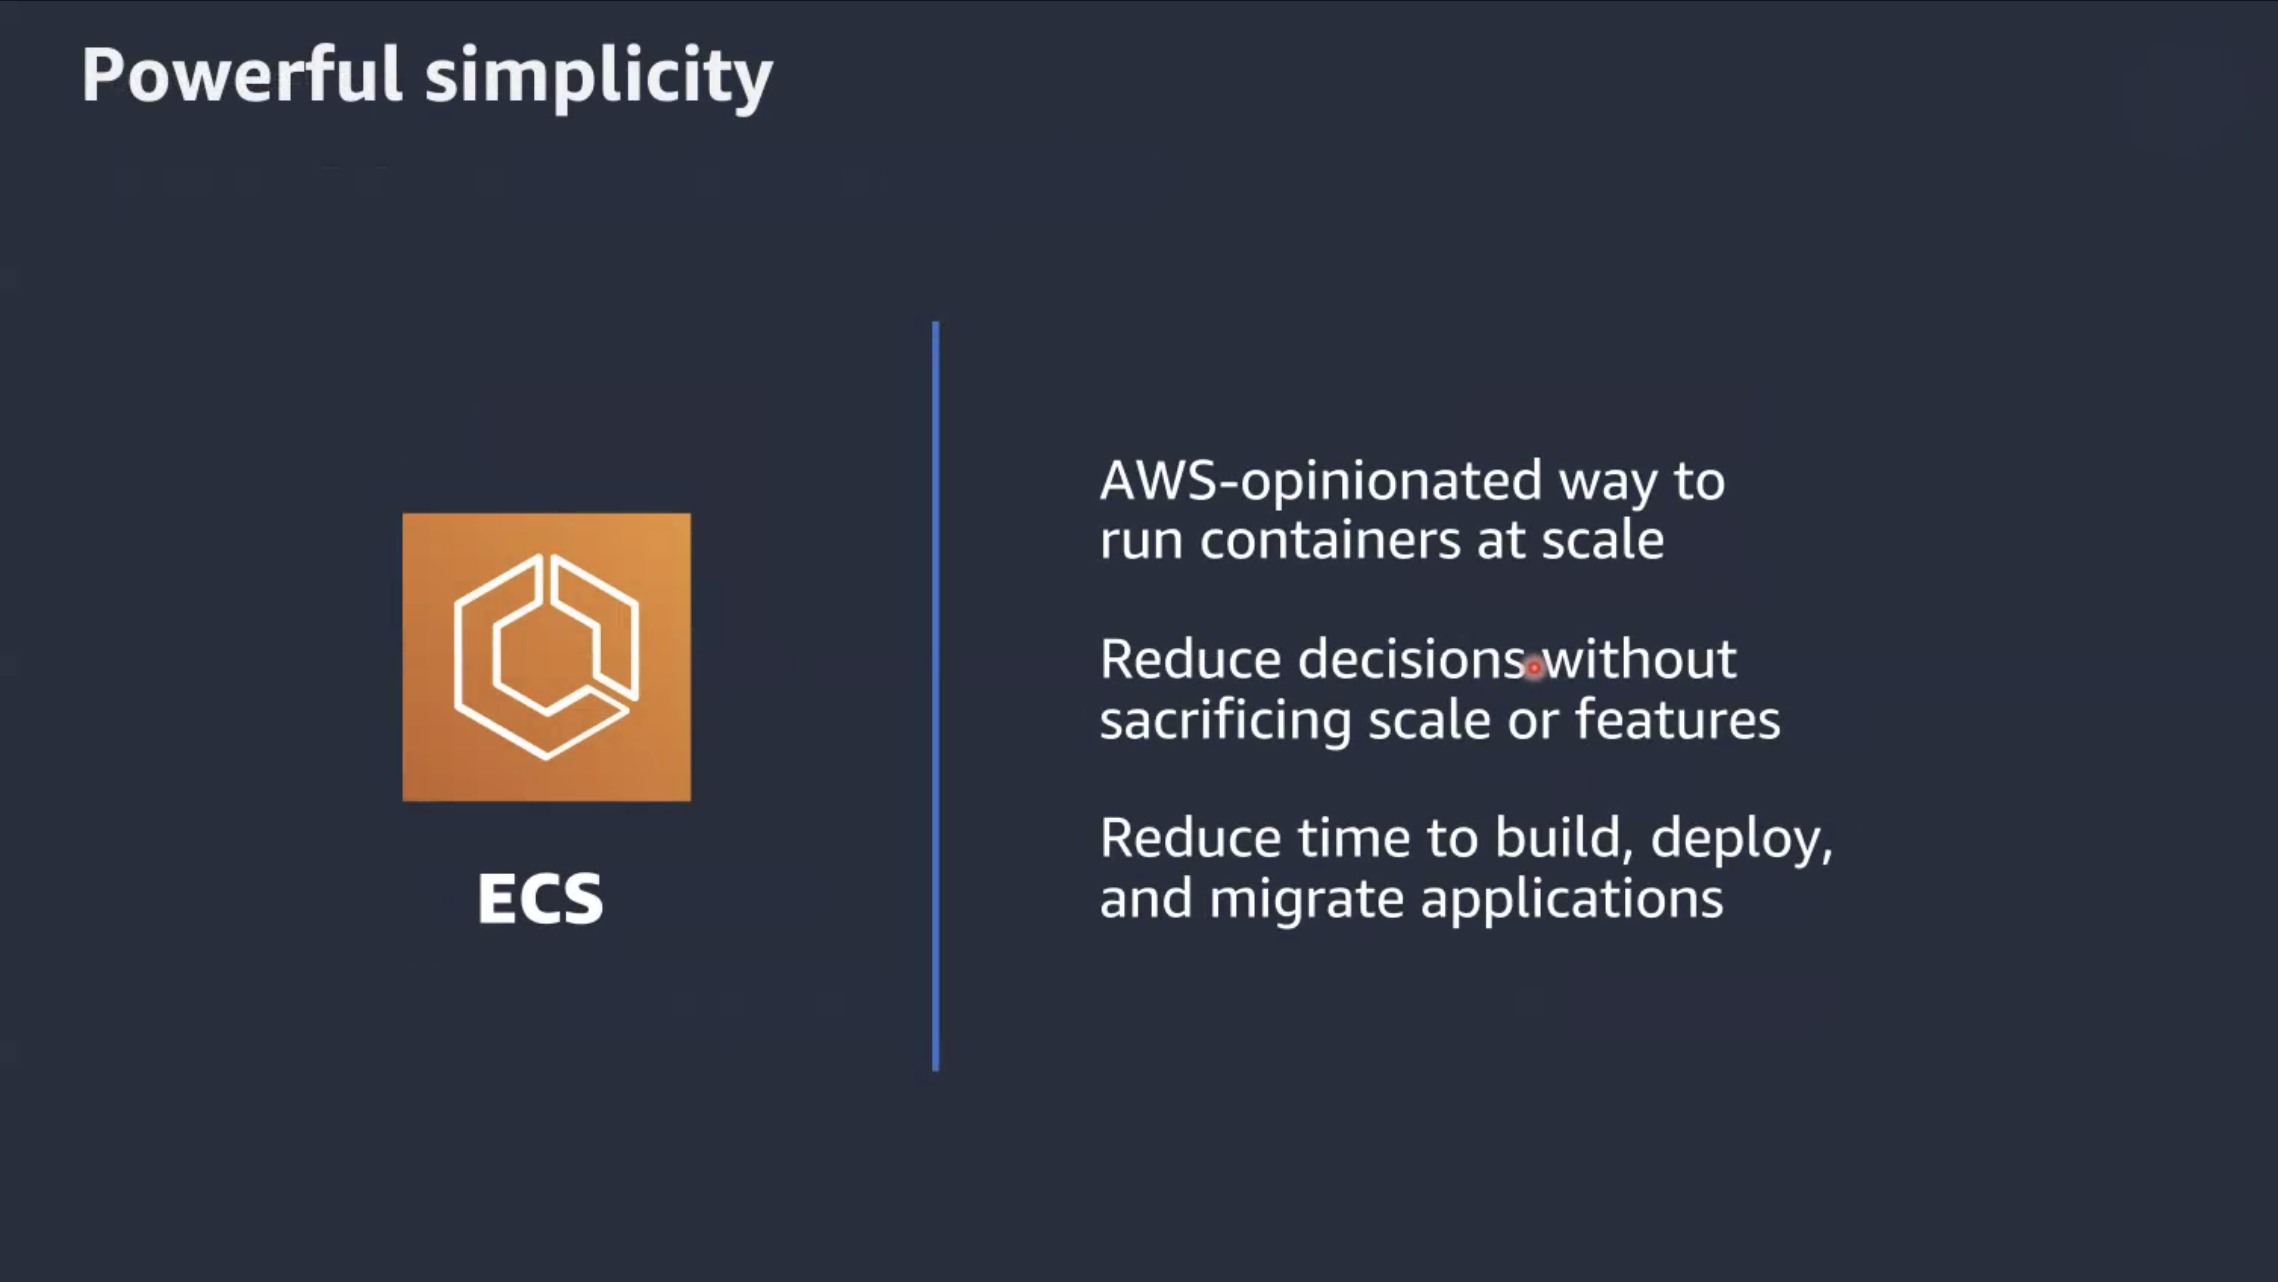 Powerful simplicity
ECS
AWS-opinionated way to
run containers at scale
Reduce decisions without
sacrificing scale or features
Reduce time to build, deploy,
and migrate applications